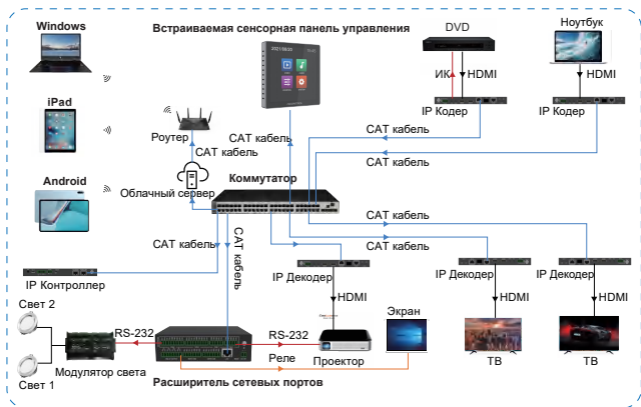 Windows
Встраиваемая сенсорная панель управления
DVD
Ноутбук
ИК
HDMI
HDMI
iPad
IP Кодер
IP Кодер
Роутер
CAT кабель
CAT кабель
CAT кабель
CAT кабель
Android
Облачный сервер
Коммутатор
CAT кабель
CAT кабель
CAT кабель
CAT кабель
IP Контроллер
IP Декодер
IP Декодер
IP Декодер
Свет 2
HDMI
Экран
HDMI
HDMI
RS-232
RS-232
Реле
Проектор
ТВ
ТВ
Свет 1
Модулятор света
Расширитель сетевых портов